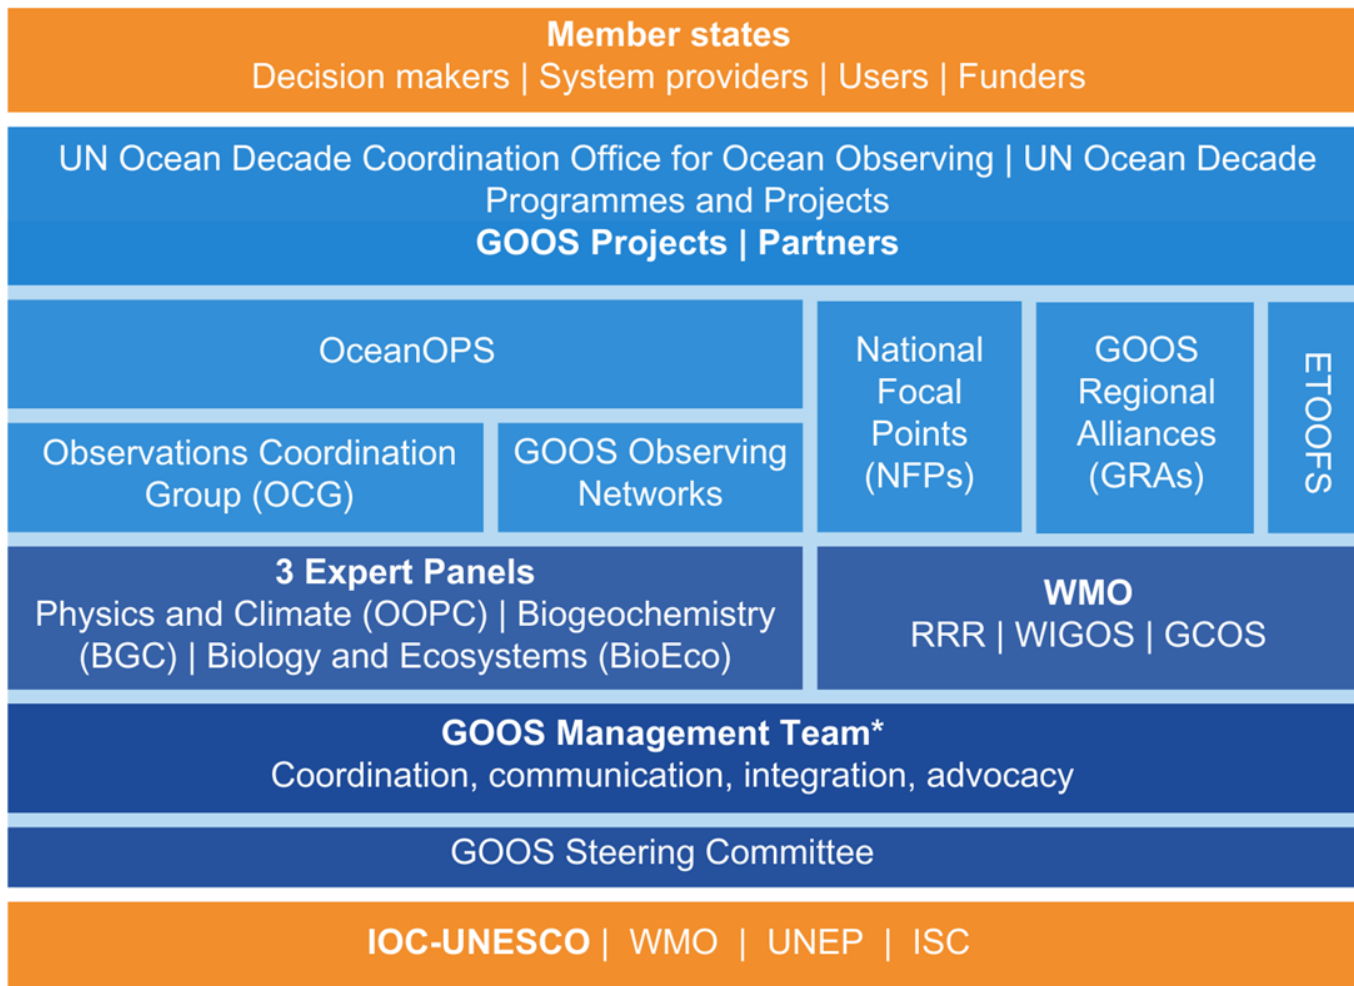 Member states
Decision makers | System providers | Users | Funders
UN Ocean Decade Coordination Office for Ocean Observing | UN Ocean Decade
Programmes and Projects
GOOS Projects | Partners
OceanOPS
Observations Coordination
Group (OCG)
GOOS Observing
Networks
National
Focal
Points
(NFPs)
GOOS
Regional
Alliances
(GRAs)
ETOOFS
3 Expert Panels
Physics and Climate (OOPC) | Biogeochemistry
(BGC) | Biology and Ecosystems (BioEco)
WMO
RRR | WIGOS | GCOS
GOOS Management Team*
Coordination, communication, integration, advocacy
GOOS Steering Committee
IOC-UNESCO | WMO | UNEP | ISC